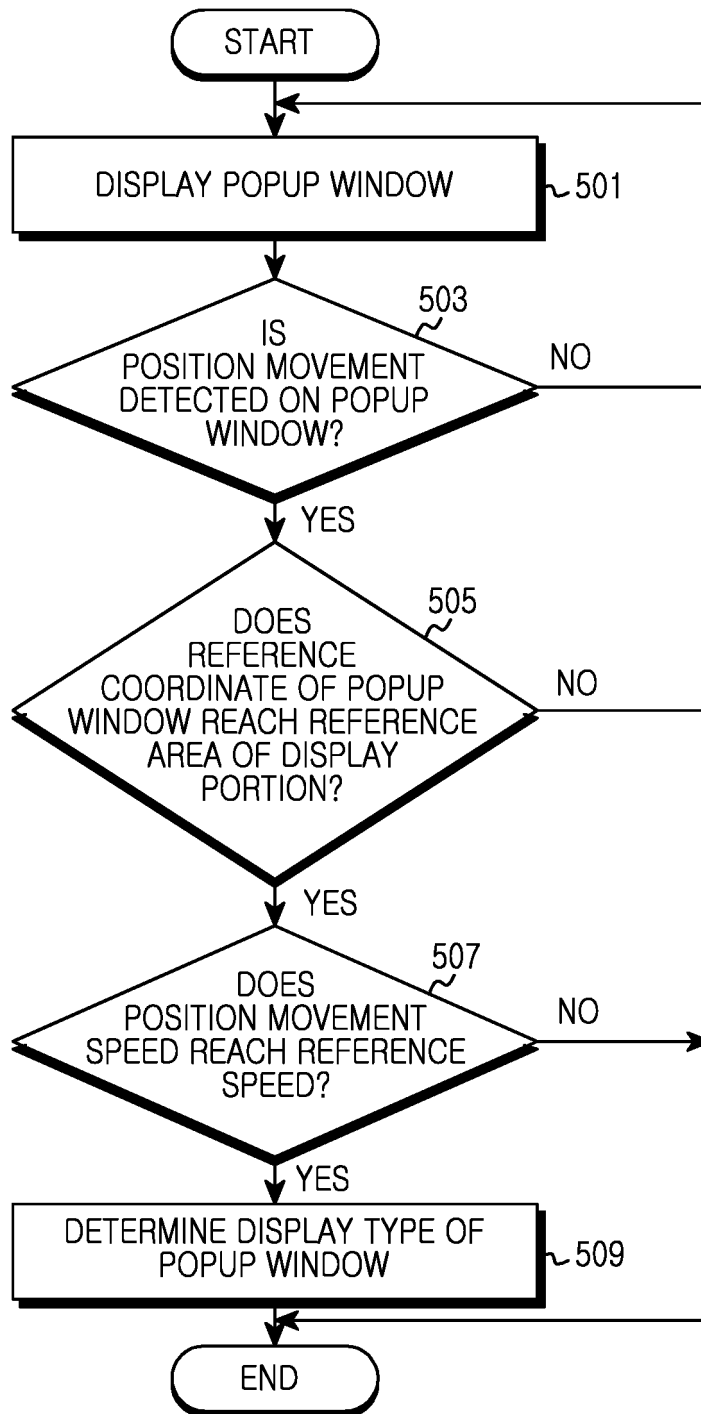 START
DISPLAY POPUP WINDOW
501
503
IS
POSITION MOVEMENT
DETECTED ON POPUP
WINDOW?
NO
YES
505
DOES
REFERENCE
COORDINATE OF POPUP
WINDOW REACH REFERENCE
AREA OF DISPLAY
PORTION?
NO
YES
507
DOES
POSITION MOVEMENT
SPEED REACH REFERENCE
SPEED?
NO
YES
DETERMINE DISPLAY TYPE OF
POPUP WINDOW
509
END